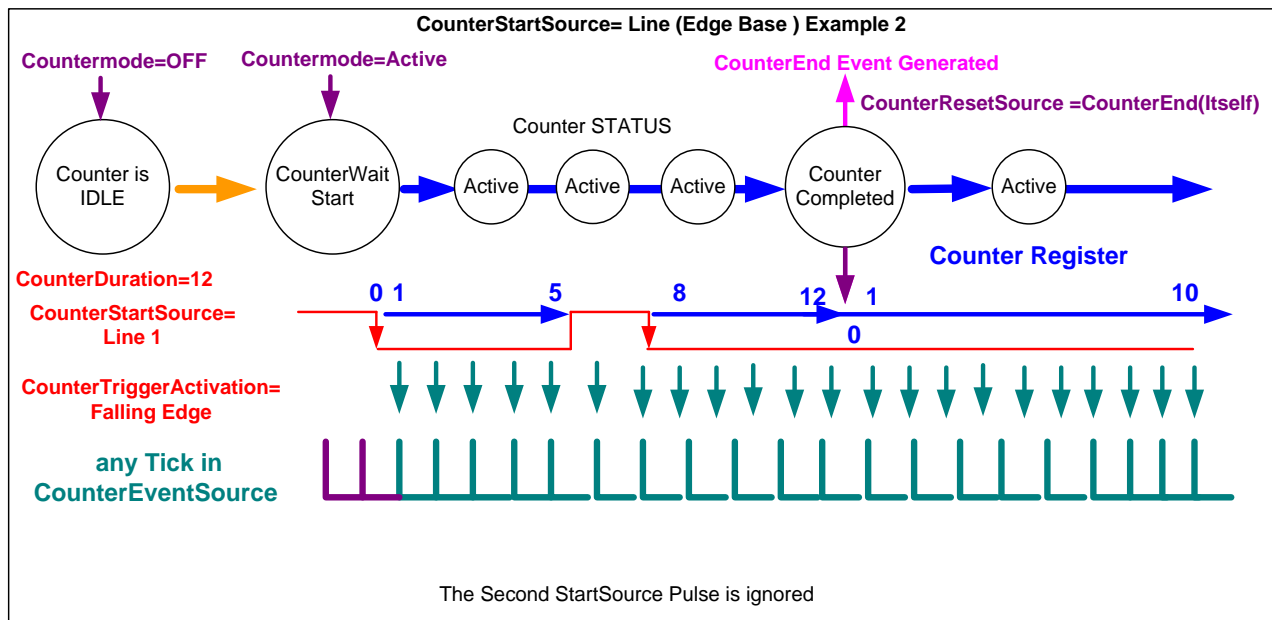 CounterStartSource= Line (Edge Base ) Example 2
Countermode=OFF
Countermode=Active
CounterEnd Event Generated
CounterResetSource =CounterEnd(Itself)
Counter STATUS
Counter is
IDLE
CounterWait
Start
Active
Active
Active
Counter
Completed
Active
Counter Register
CounterDuration=12
0 1 5 8 12 1 10
0
CounterStartSource=
Line 1
CounterTriggerActivation=
Falling Edge
any Tick in
CounterEventSource
The Second StartSource Pulse is ignored